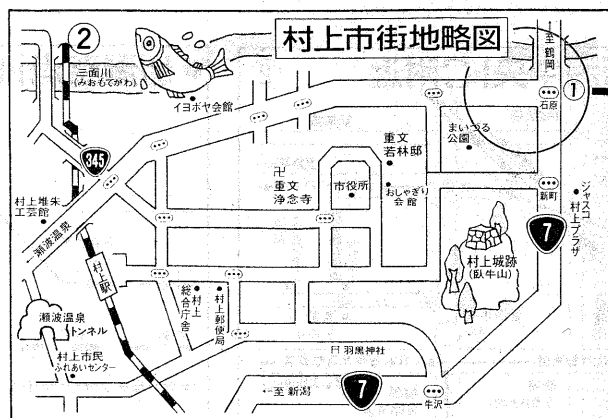 村上市街地略図
②
三面川
(みおもてがわ)
イヨボヤ会館
至鶴岡
石原
①
345
重文
若林邸
まいづる
公園
卍
重文
浄念寺
市役所
おしゃぎり
会館
新町
ジャスコ
村上プラザ
7
村上堆朱
工芸館
瀬波温泉
村上駅
村上城跡
(臥牛山)
村上
総合庁舎
村上郵便局
瀬波温泉
トンネル
村上市民
ふれあいセンター
羽黒神社
←至新潟
7
牛沢